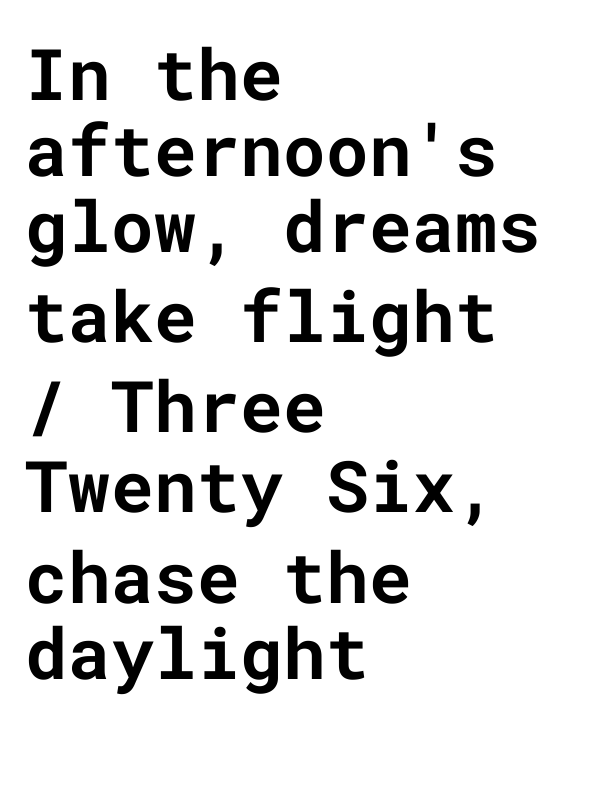 In the
afternoon's
glow, dreams
take flight
/ Three
Twenty Six,
chase the
daylight